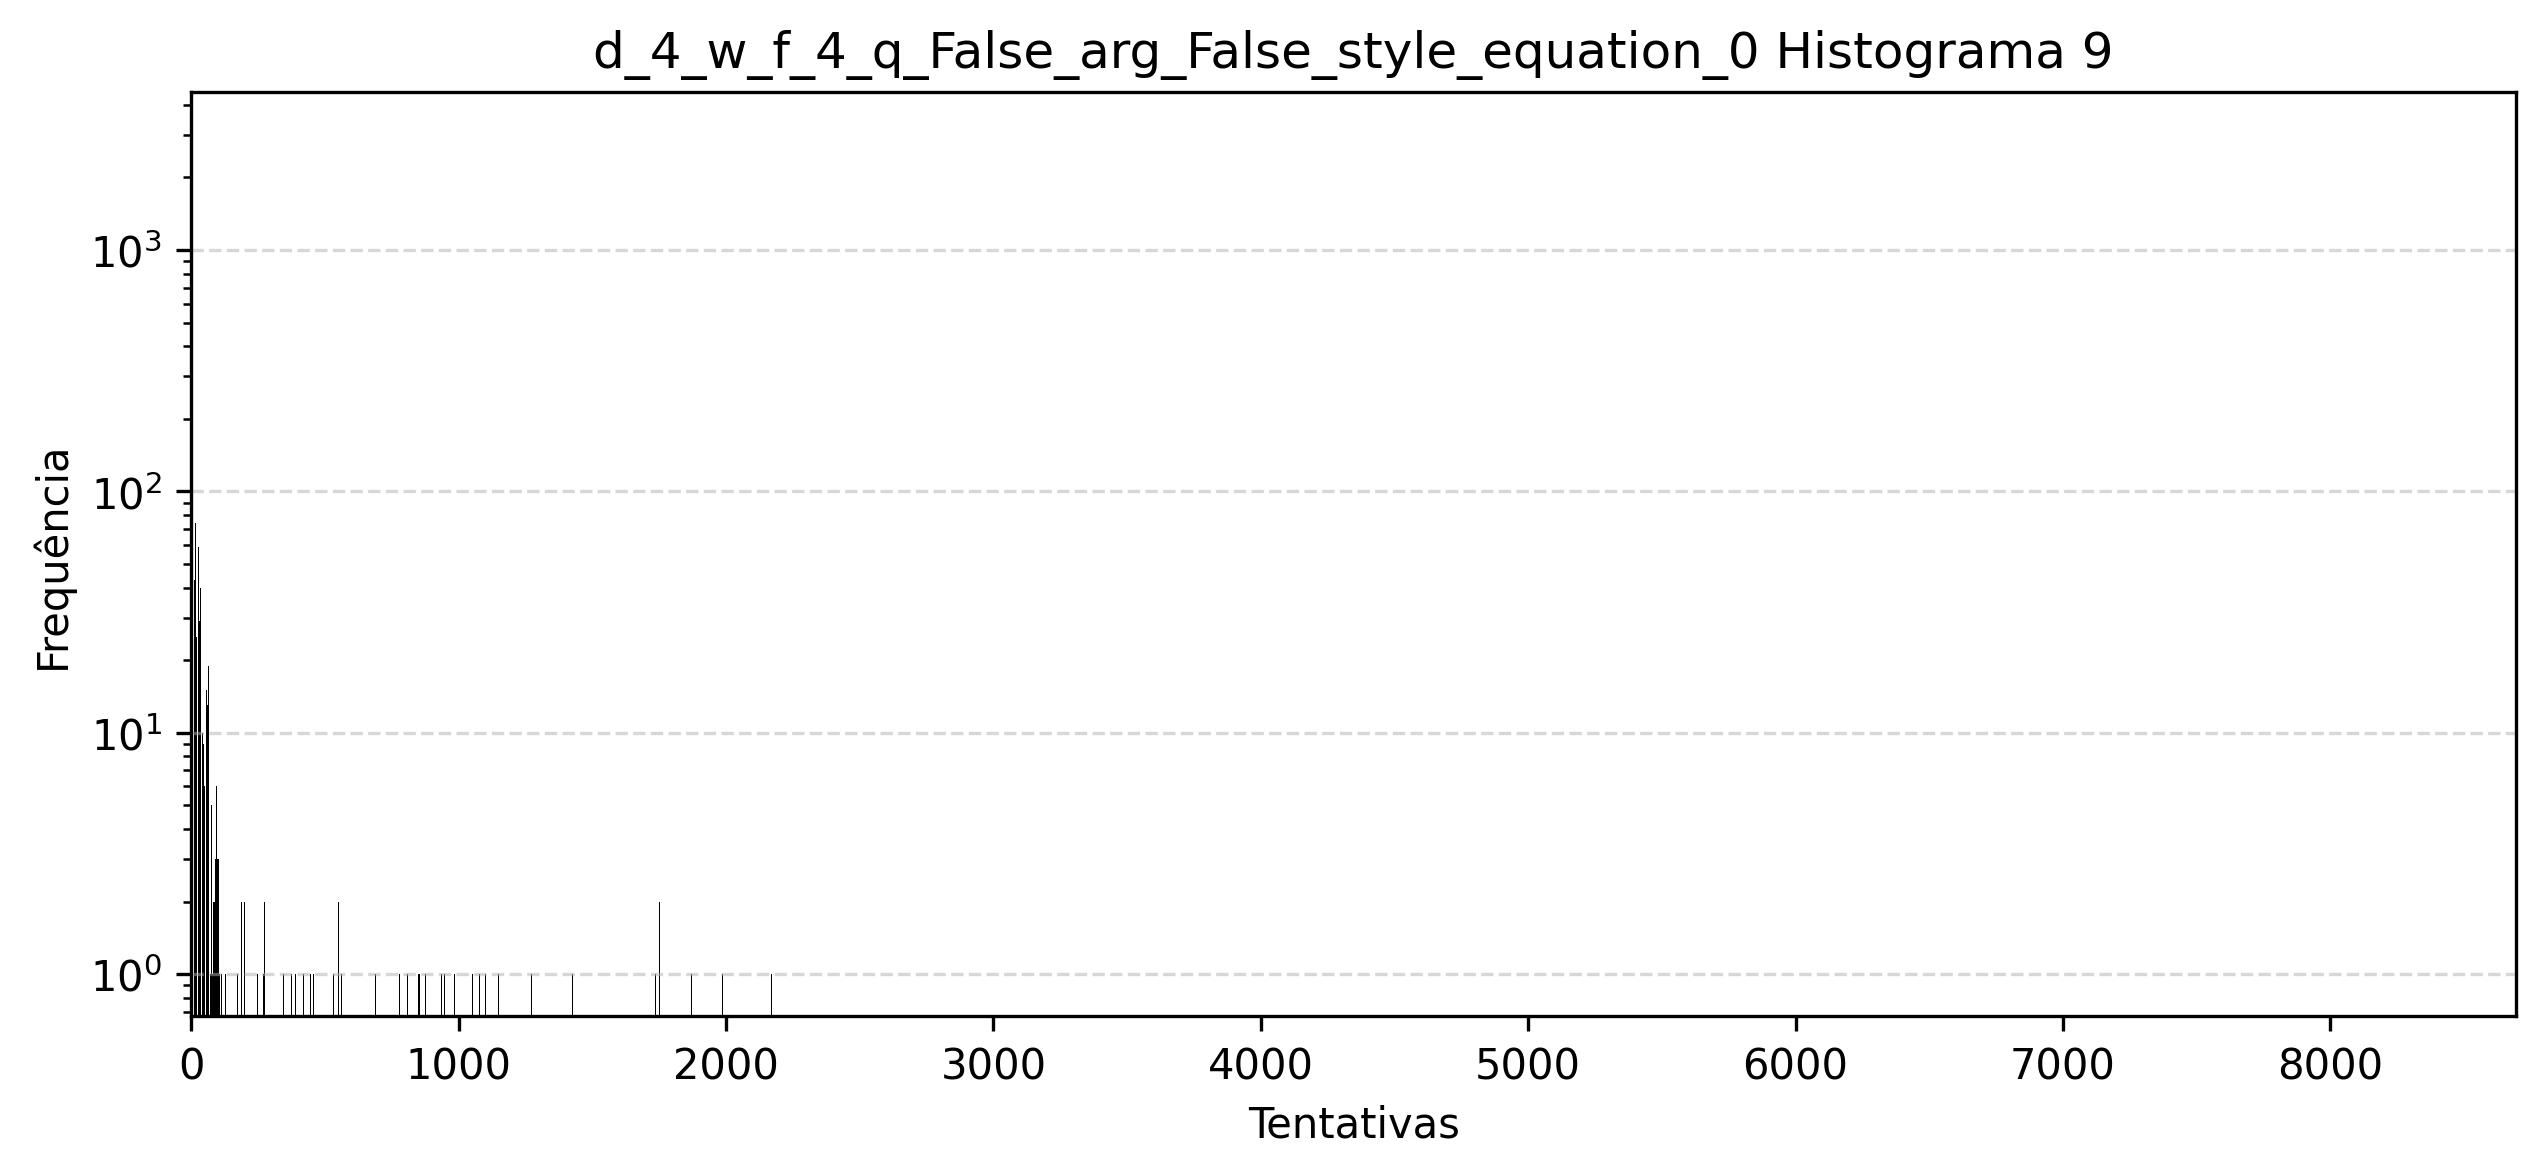 d_4_w_f_4_q_False_arg_False_style_equation_0 Histograma 9
Frequência
10³
10²
10¹
10⁰
0 1000 2000 3000 4000 5000 6000 7000 8000
Tentativas